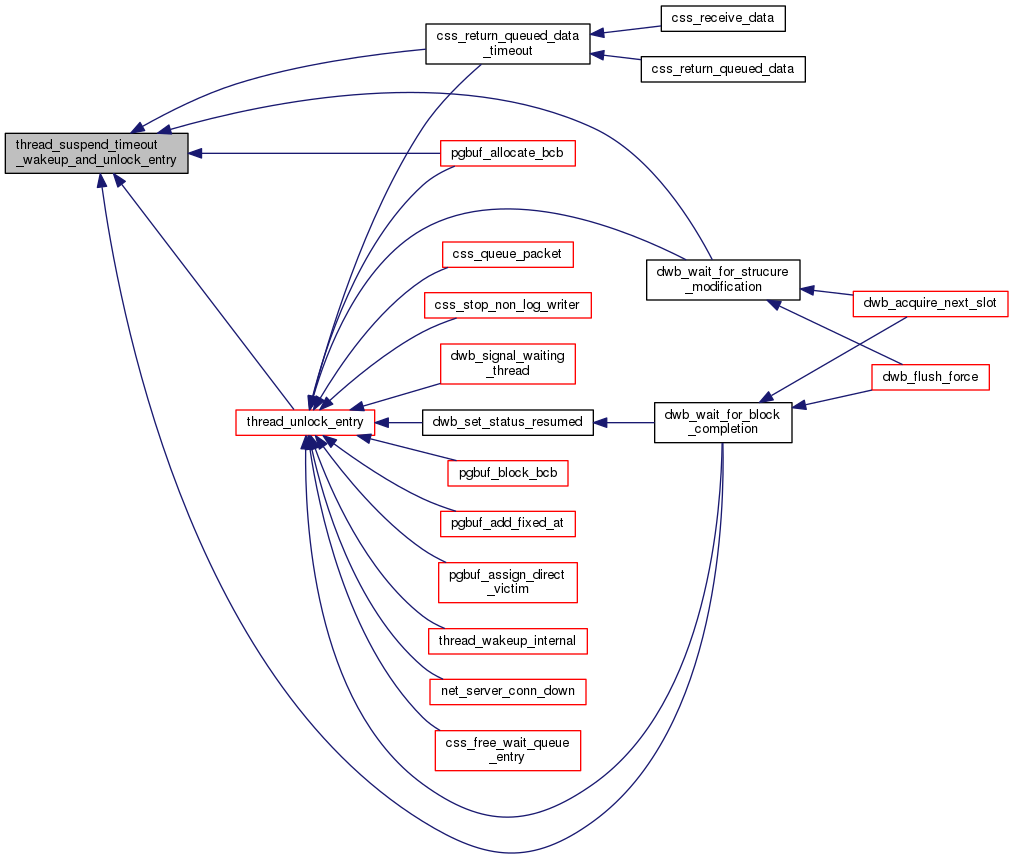 css_receive_data
css_return_queued_data
_timeout
css_return_queued_data
thread_suspend_timeout
_wakeup_and_unlock_entry
pgbuf_allocate_bcb
css_queue_packet
dwb_wait_for_strucure
_modification
css_stop_non_log_writer
dwb_acquire_next_slot
dwb_signal_waiting
_thread
dwb_flush_force
thread_unlock_entry
dwb_set_status_resumed
dwb_wait_for_block
_completion
pgbuf_block_bcb
pgbuf_add_fixed_at
pgbuf_assign_direct
_victim
thread_wakeup_internal
net_server_conn_down
css_free_wait_queue
_entry